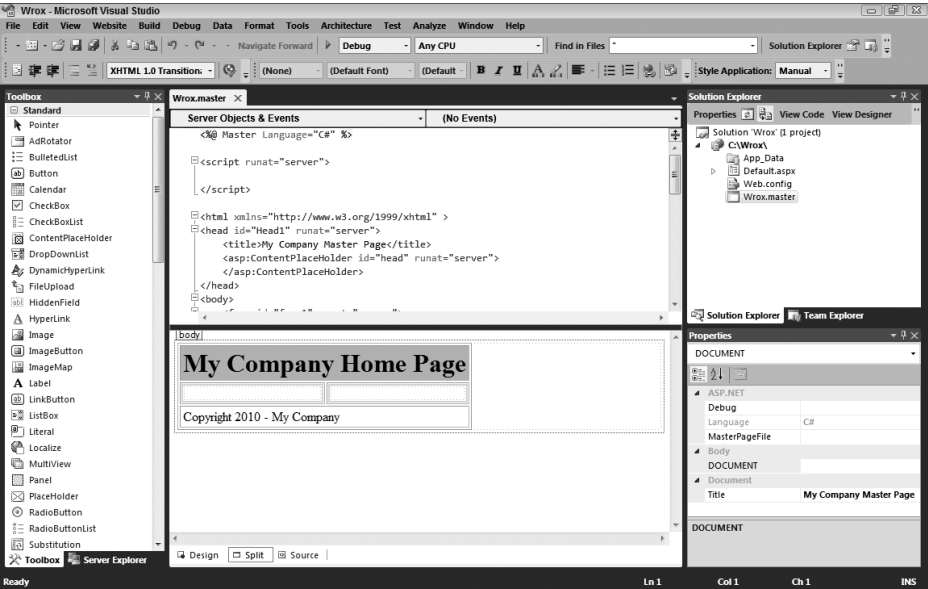 Wrox - Microsoft Visual Studio
File Edit View Website Build Debug Data Format Tools Architecture Test Analyze Window Help
Navigate Forward Debug Any CPU Find in Files Solution Explorer
XHTML 1.0 Transition: (None) (Default Font) (Default B I U A Style Application: Manual
Toolbox
Standard
Pointer
AdRotator
BulletedList
Button
Calendar
CheckBox
CheckBoxList
ContentPlaceHolder
DropDownList
DynamicHyperLink
FileUpload
HiddenField
HyperLink
Image
ImageButton
ImageMap
A Label
LinkButton
ListBox
Literal
Localize
MultiView
Panel
PlaceHolder
RadioButton
RadioButtonList
Substitution
Toolbox Server Explorer
Wrox.master
Server Objects & Events (No Events)
<%@ Master Language="C#" %>
<script runat="server">
</script>
<html xmlns="http://www.w3.org/1999/xhtml" >
<head id="Head1" runat="server">
<title>My Company Master Page</title>
<asp:ContentPlaceHolder id="head" runat="server">
</asp:ContentPlaceHolder>
</head>
<body>
body
My Company Home Page
Copyright 2010 - My Company
Design Split Source
Solution Explorer
Properties View Code View Designer
Solution 'Wrox' (1 project)
C:\Wrox\
App_Data
Default.aspx
Web.config
Wrox.master
Solution Explorer Team Explorer
Properties
DOCUMENT
ASP.NET
Debug
Language C#
MasterPageFile
Body
DOCUMENT
Document
Title My Company Master Page
DOCUMENT
Ready Ln 1 Col 1 Ch 1 INS